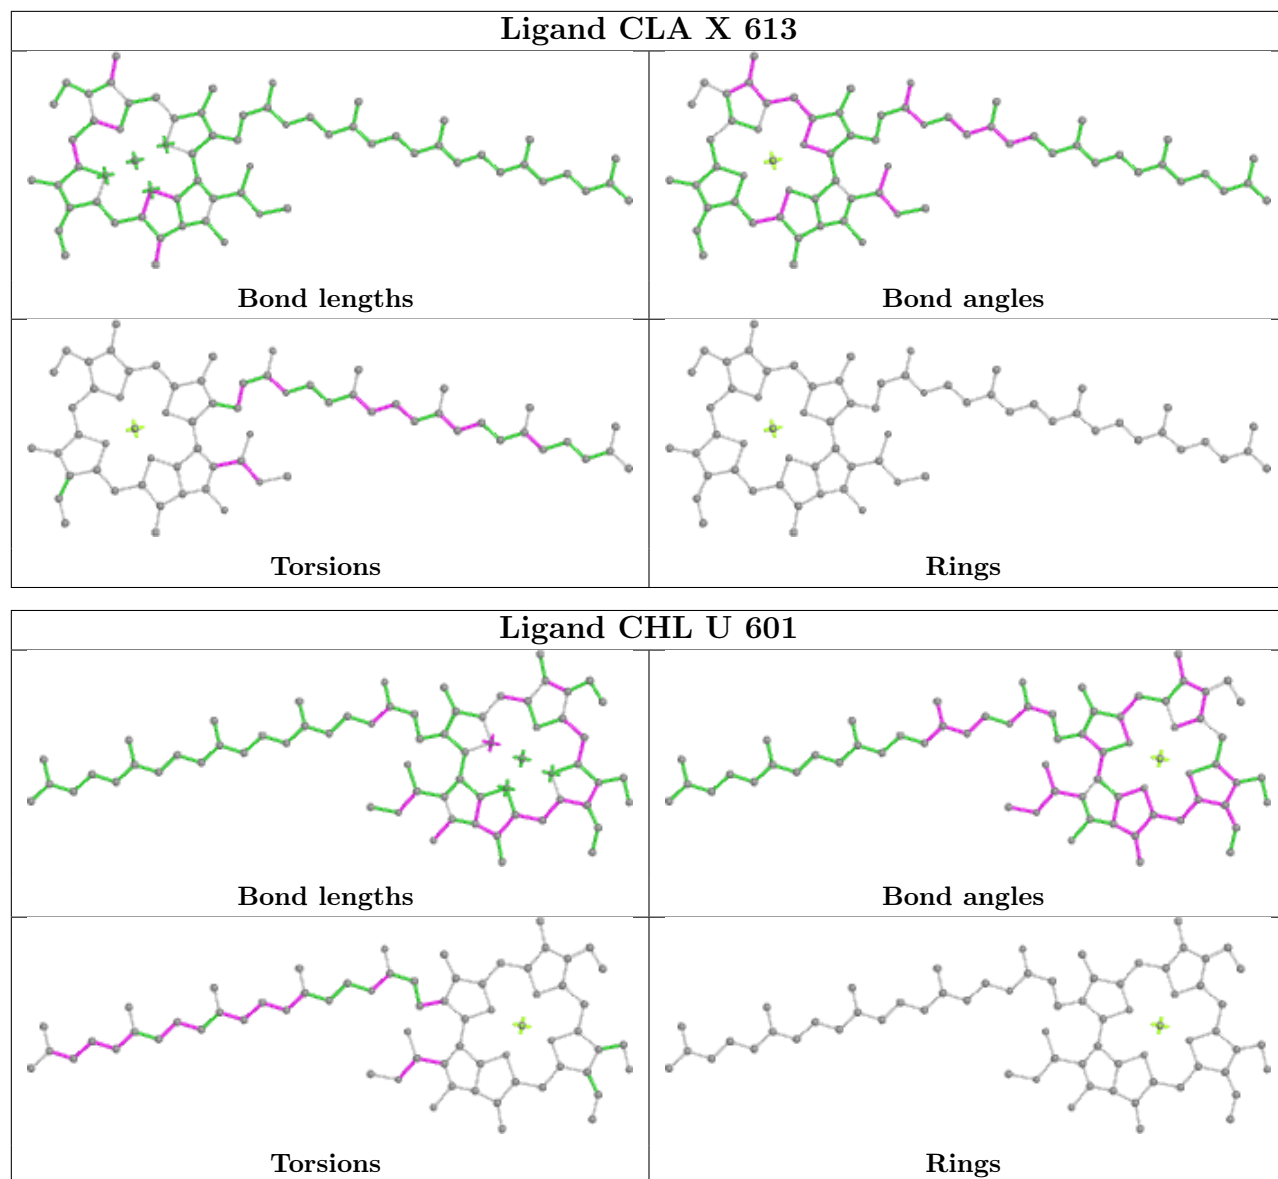 Ligand CLA X 613
Bond lengths
Bond angles
Torsions
Rings
Ligand CHL U 601
Bond lengths
Bond angles
Torsions
Rings